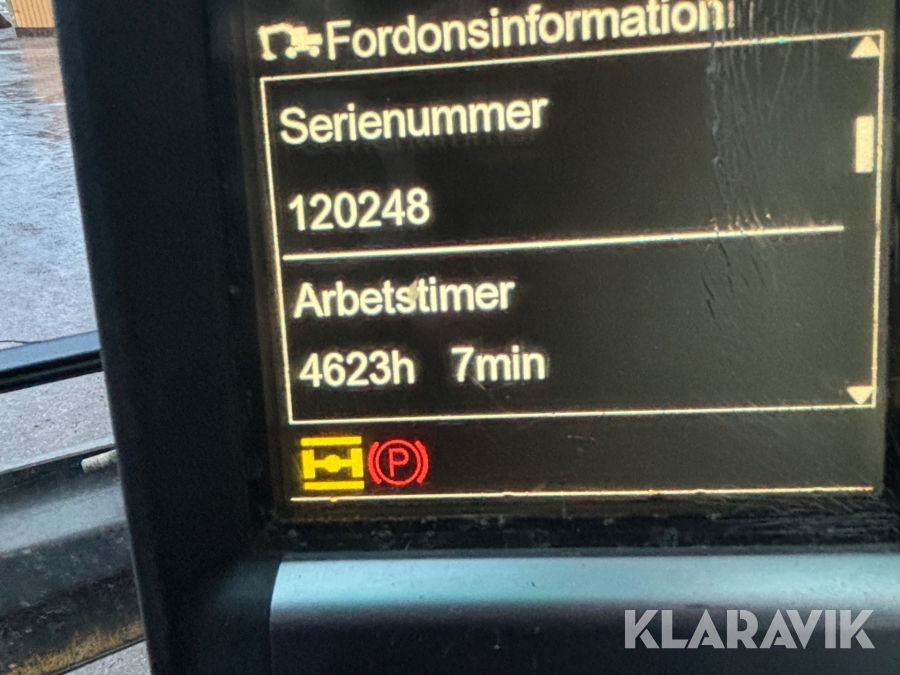 Fordonsinformation
Serienummer
120248
Arbetstimer
4623h 7min
P
KLARAVIK